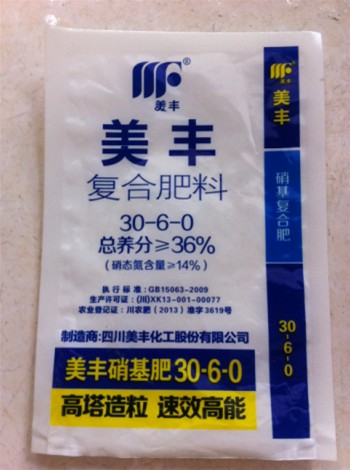 MF®
美丰
美丰
复合肥料
30-6-0
总养分≥36%
(硝态氮含量≥14%)
执行标准:GB15063-2009
生产许可证:(川)XK13-001-00077
农业登记证:川农肥(2013)准字3619号
制造商:四川美丰化工股份有限公司
美丰硝基肥30-6-0
高塔造粒 速效高能
MF
美丰
美丰
硝基复合肥
30-6-0